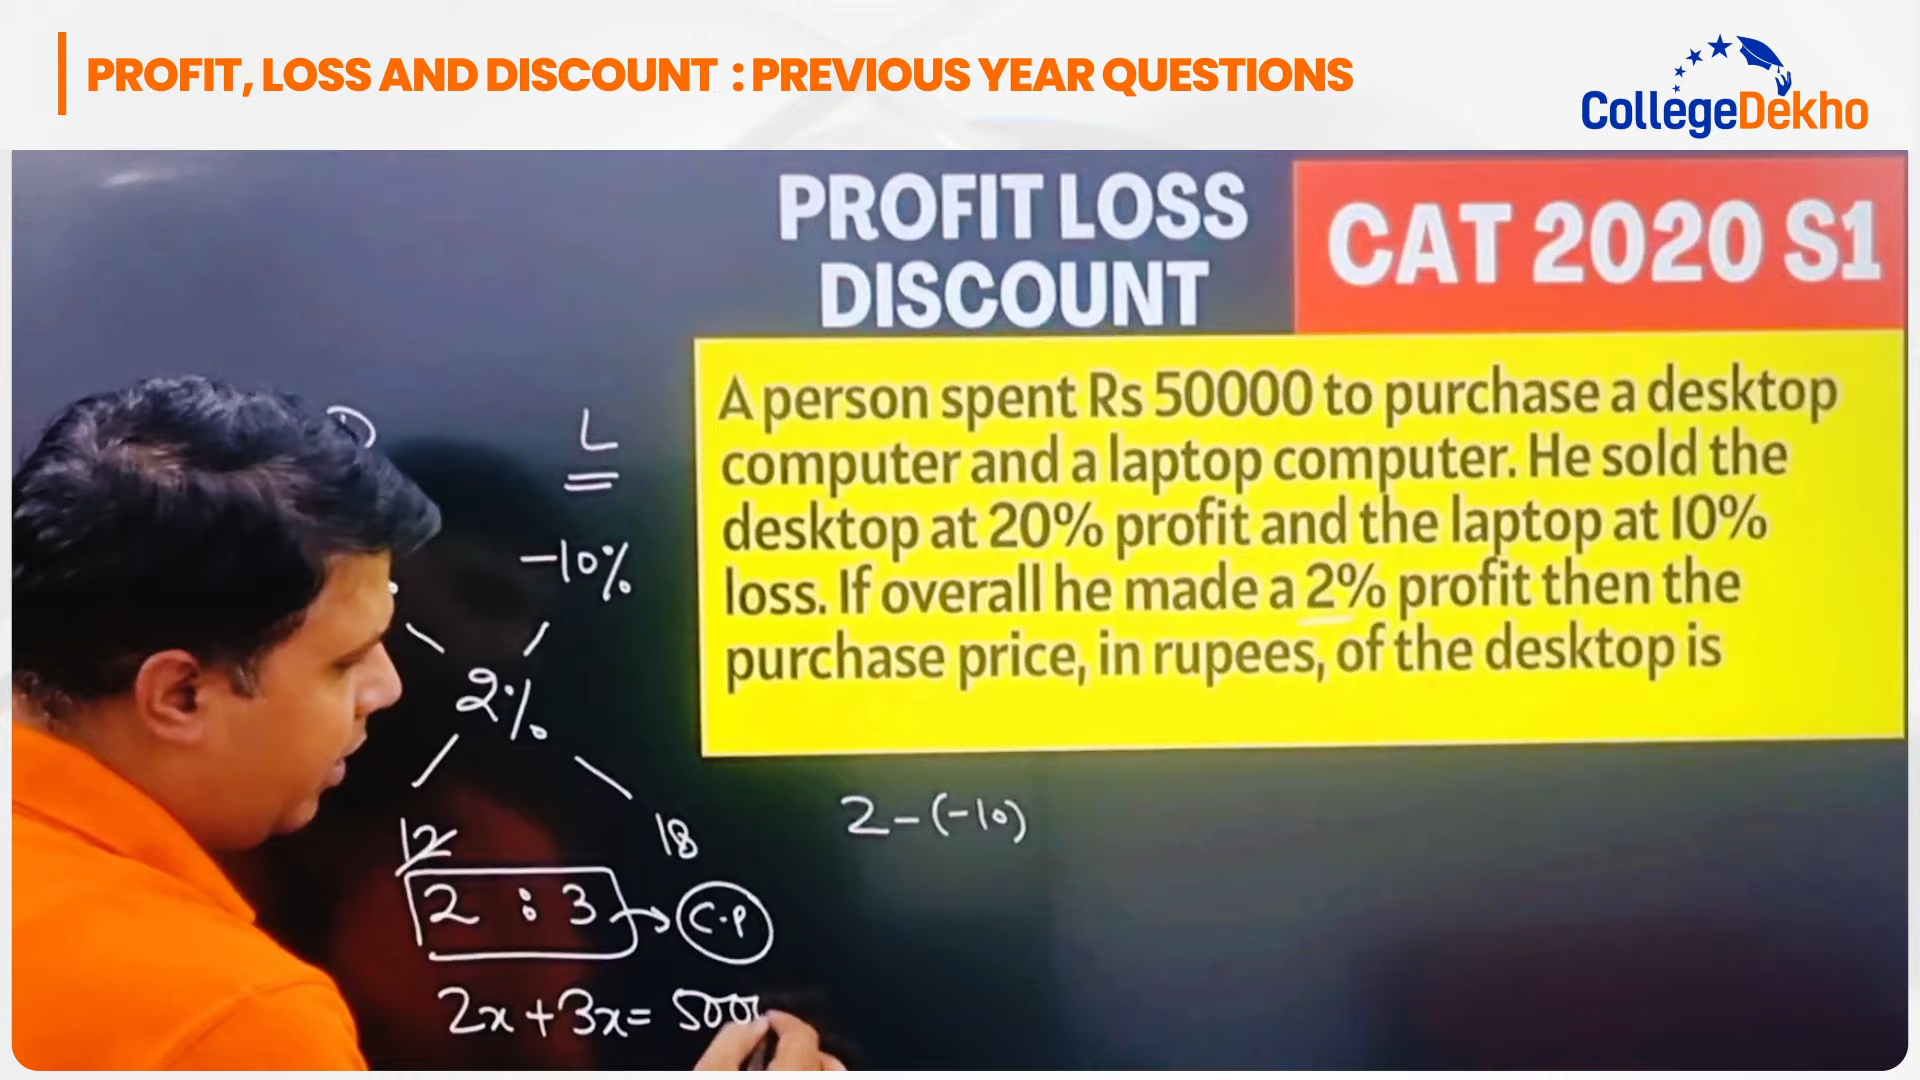 PROFIT, LOSS AND DISCOUNT : PREVIOUS YEAR QUESTIONS
CollegeDekho
PROFIT LOSS
DISCOUNT
CAT 2020 S1
A person spent Rs 50000 to purchase a desktop
computer and a laptop computer. He sold the
desktop at 20% profit and the laptop at 10%
loss. If overall he made a 2% profit then the
purchase price, in rupees, of the desktop is
D L
-10%
2%
12 18
2 : 3 → C.P
2x + 3x = 500
2 - (-10)